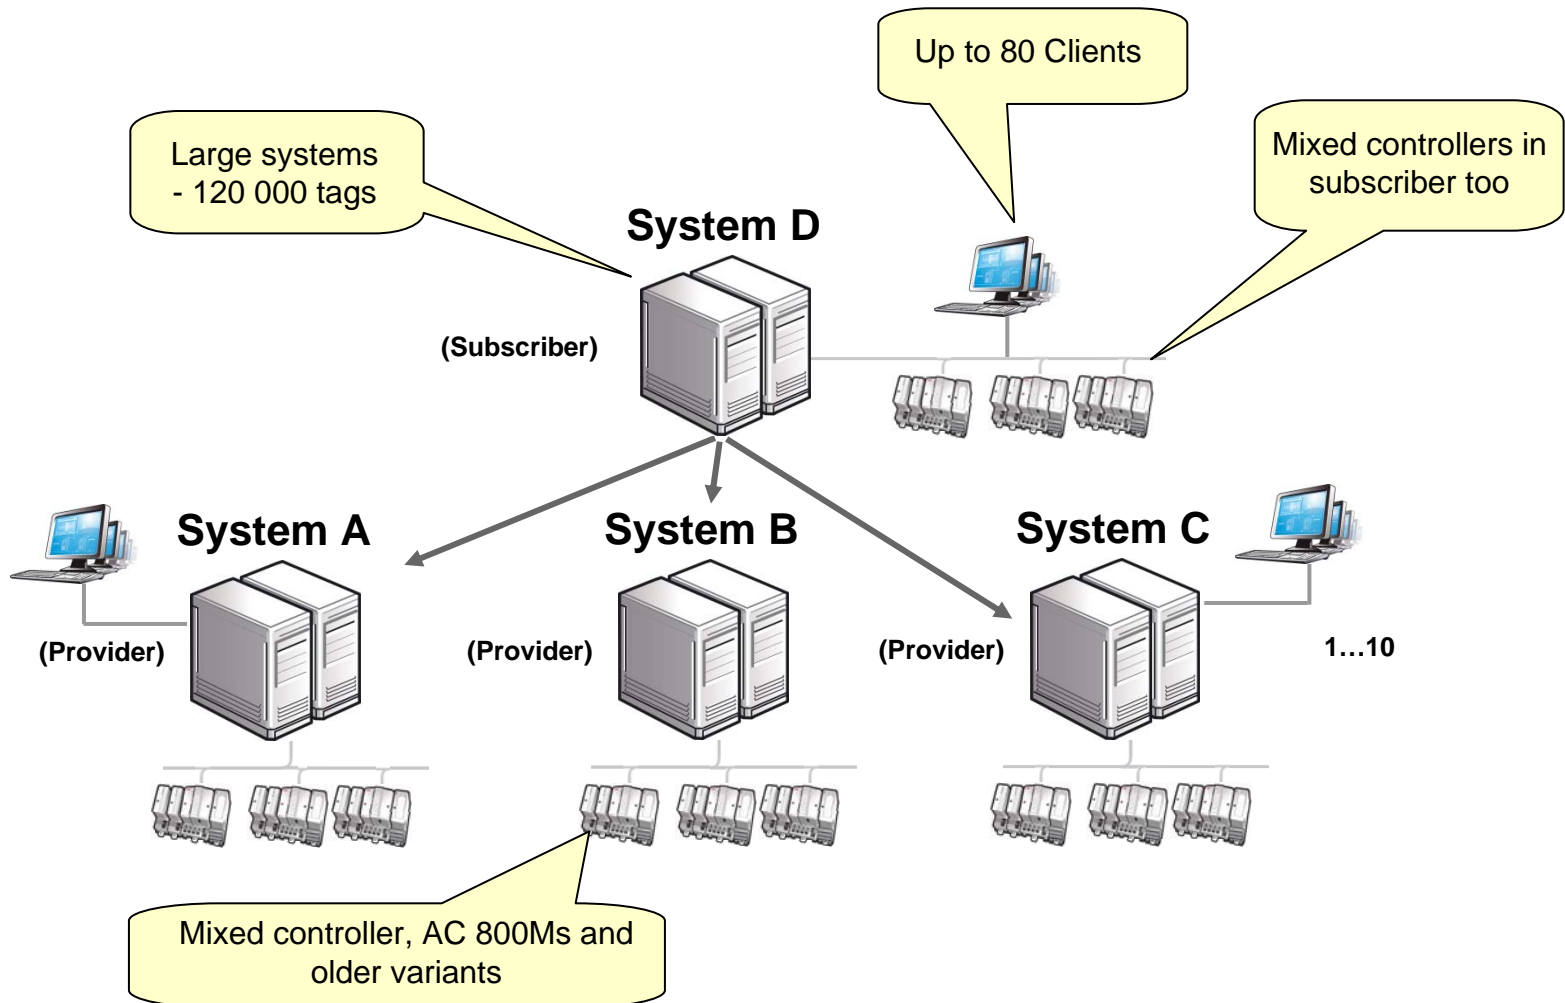 Up to 80 Clients
Large systems
- 120 000 tags
Mixed controllers in
subscriber too
System D
(Subscriber)
System A
System B
System C
(Provider)
(Provider)
(Provider)
1…10
Mixed controller, AC 800Ms and
older variants